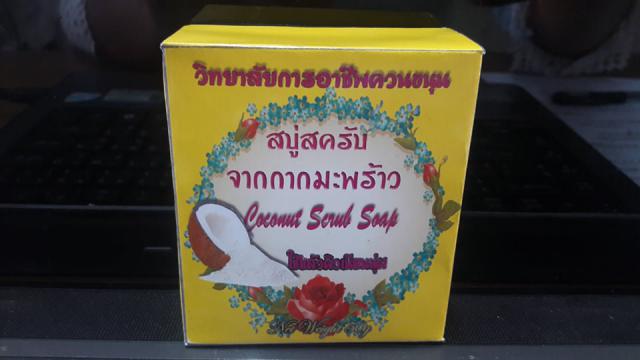 วิทยาลัยการอาชีพควนขนุน
สบู่สครับ
จากกากมะพร้าว
Coconut Scrub Soap
Weight